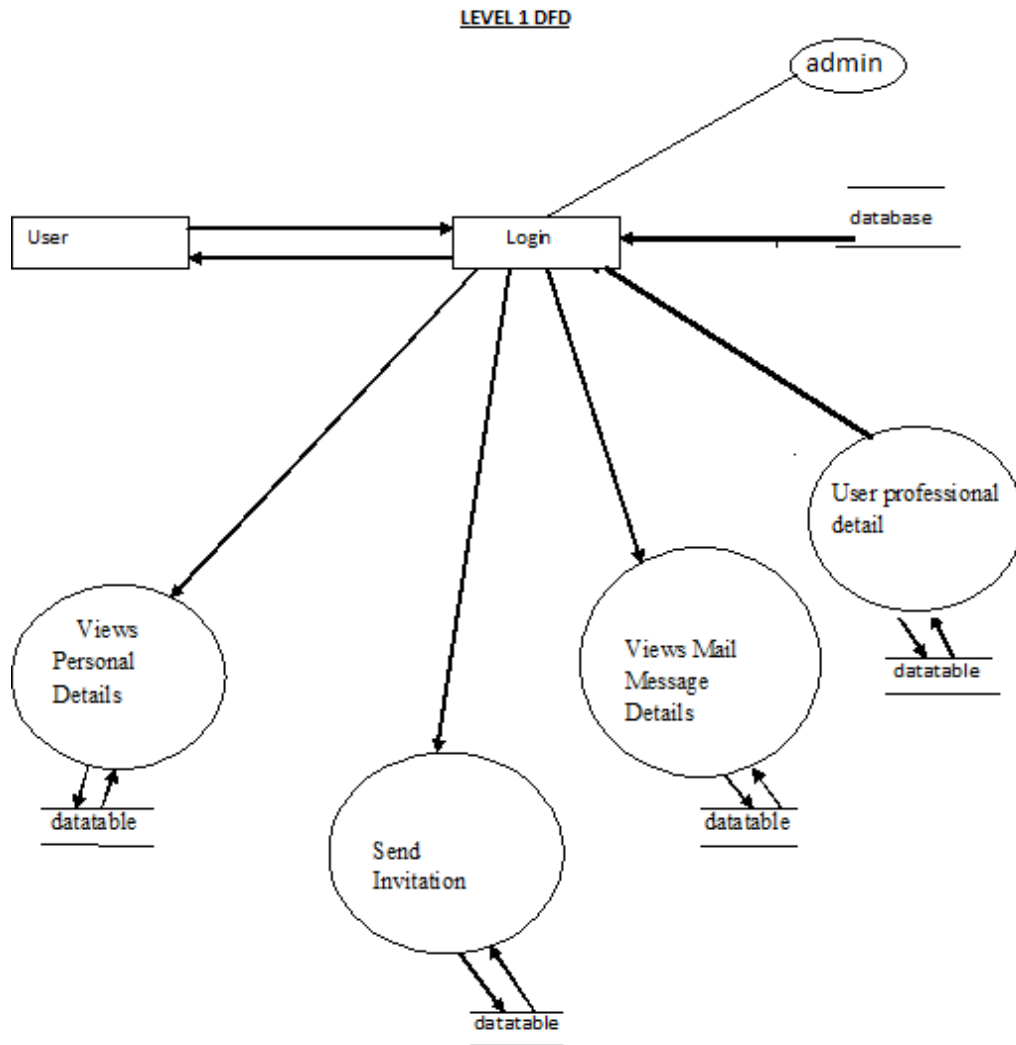 LEVEL 1 DFD
admin
database
User
Login
User professional
detail
Views
Personal
Details
Views Mail
Message
Details
datatable
datatable
datatable
Send
Invitation
datatable